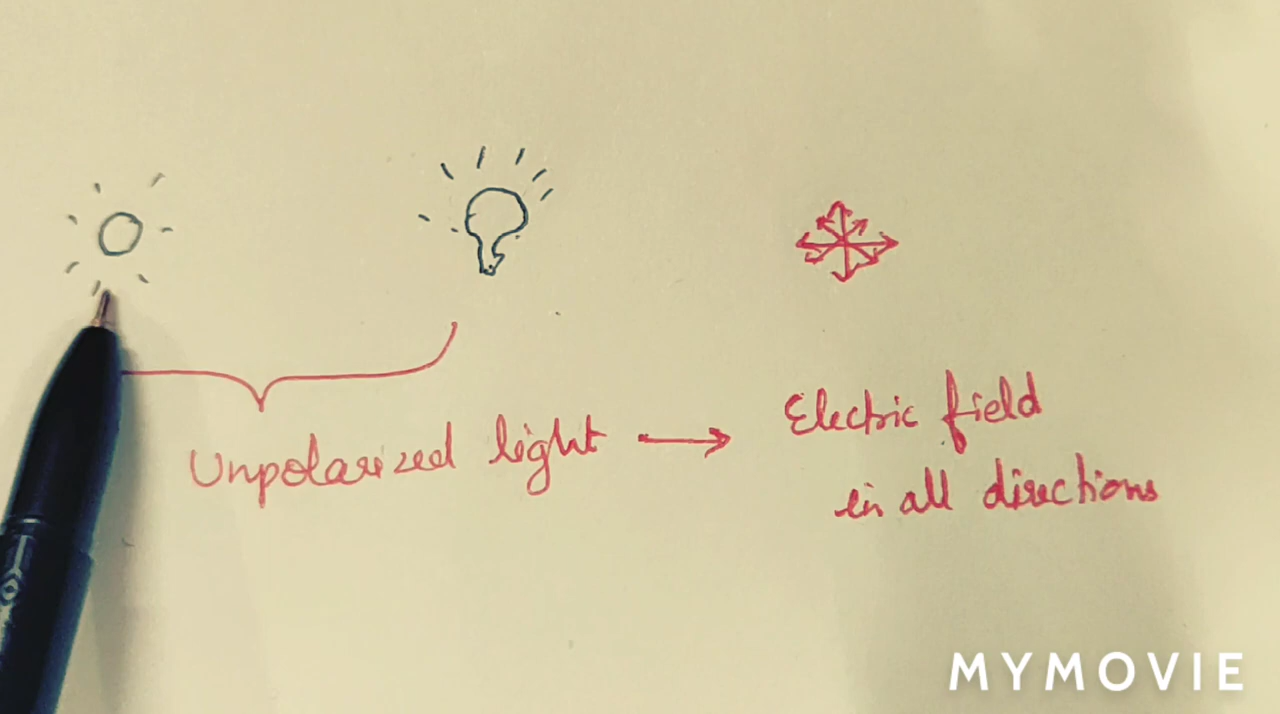 Unpolarized light → Electric field
in all directions
MYMOVIE